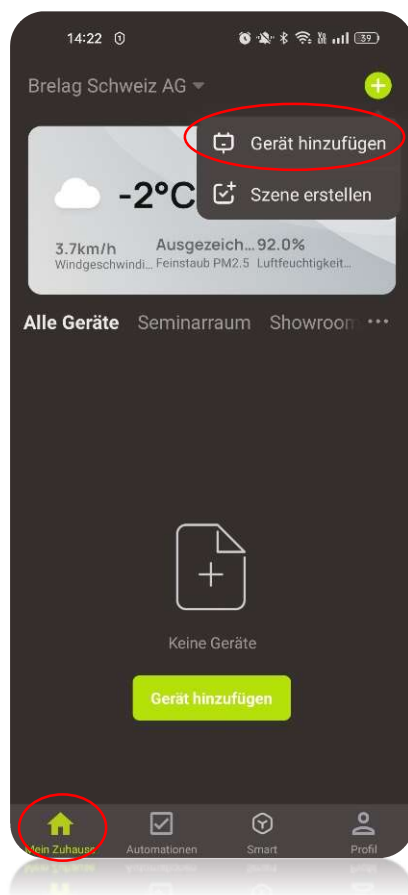 14:22
39
Brelag Schweiz AG
Gerät hinzufügen
Szene erstellen
-2°C
3.7km/h Ausgezeich... 92.0%
Windgeschwindi... Feinstaub PM2.5 Luftfeuchtigkeit...
Alle Geräte Seminarraum Showroom ...
Keine Geräte
Gerät hinzufügen
Mein Zuhause Automationen Smart Profil